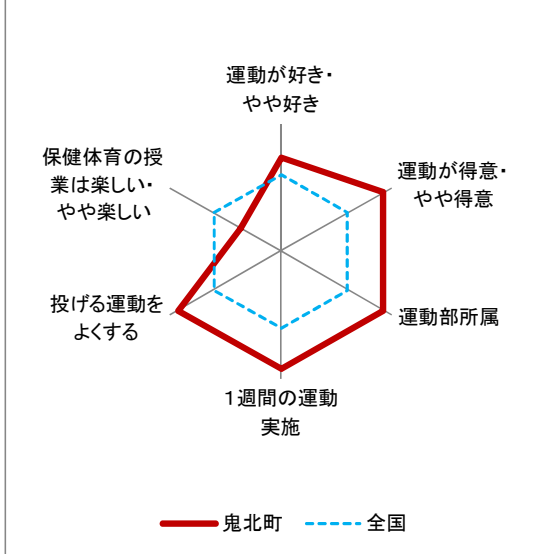 運動が好き・
やや好き
運動が得意・
やや得意
運動部所属
1週間の運動
実施
投げる運動を
よくする
保健体育の授
業は楽しい・
やや楽しい
鬼北町
全国